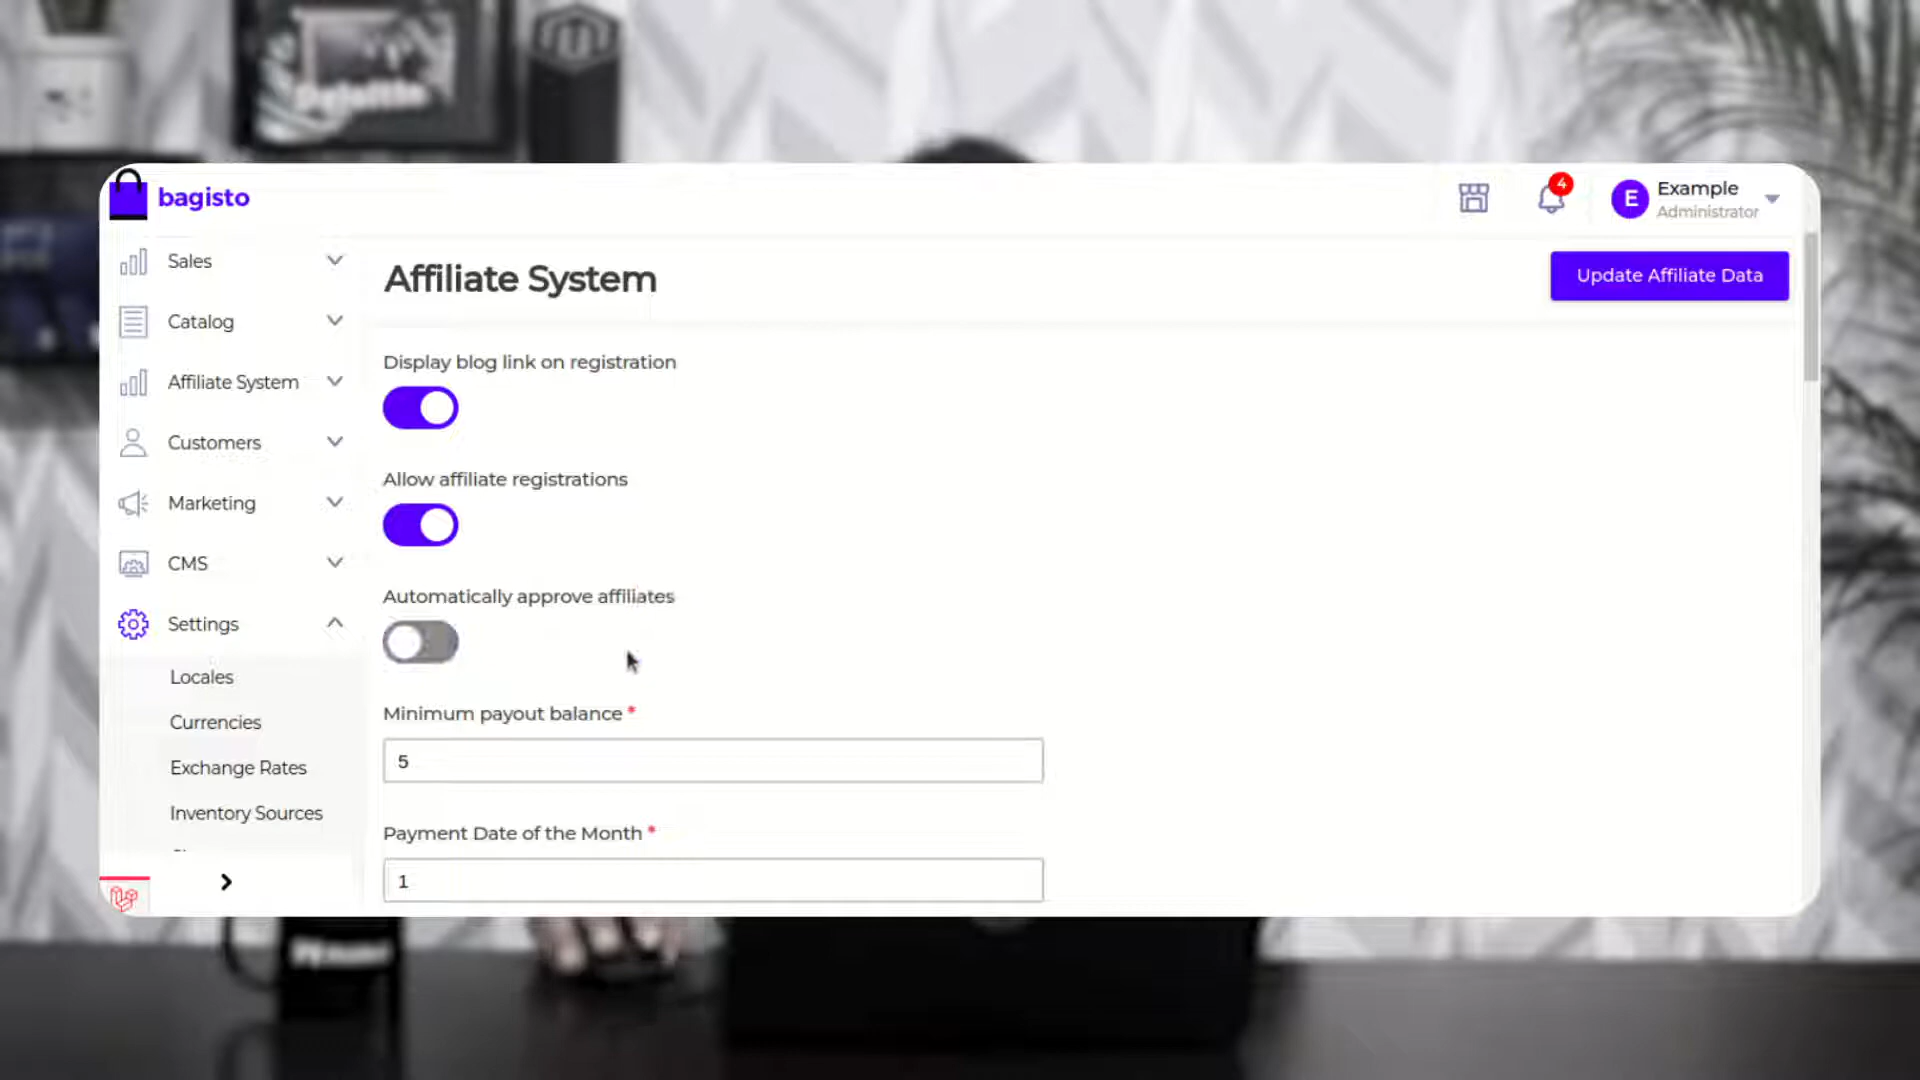 bagisto
4
E
Example
Administrator
Sales
Catalog
Affiliate System
Customers
Marketing
CMS
Settings
Locales
Currencies
Exchange Rates
Inventory Sources
Affiliate System
Update Affiliate Data
Display blog link on registration
Allow affiliate registrations
Automatically approve affiliates
Minimum payout balance *
5
Payment Date of the Month *
1